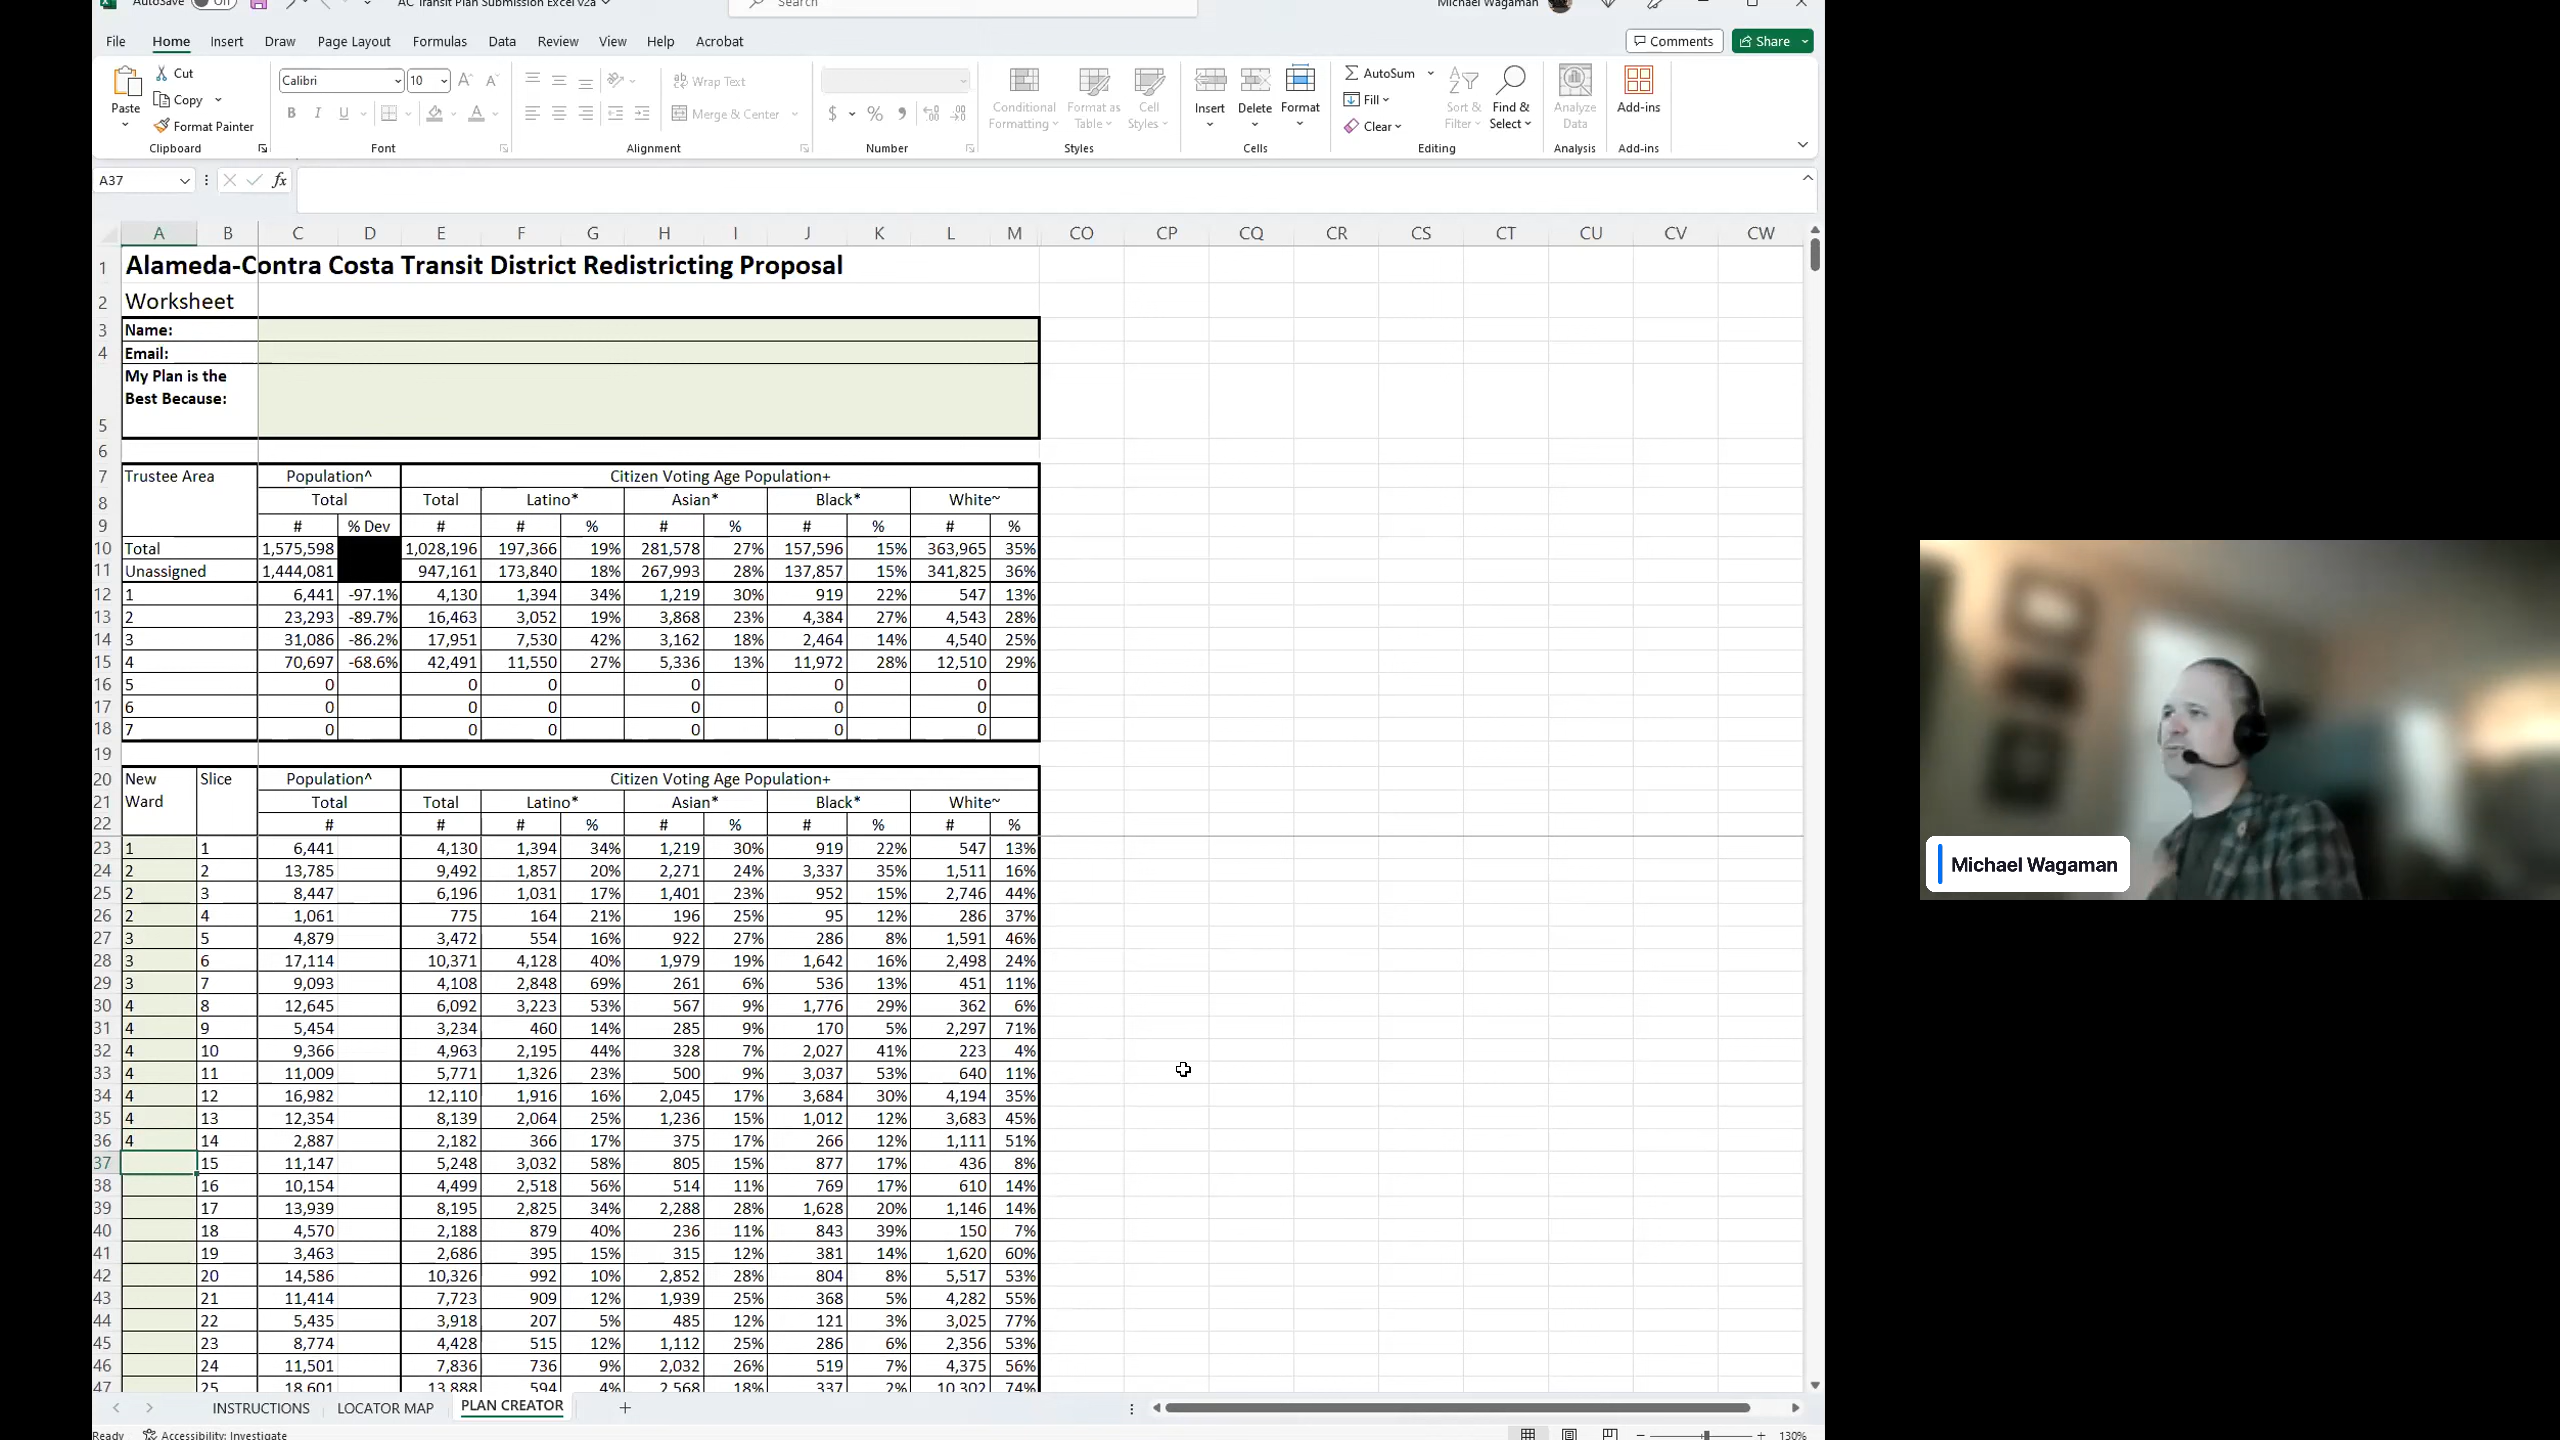 AutoSave Off AC Transit Plan Submission Excel v2a Search Michael Wagaman
File Home Insert Draw Page Layout Formulas Data Review View Help Acrobat Comments Share
Paste Cut Copy Format Painter Clipboard
Calibri 10 B I U Font
Wrap Text Merge & Center Alignment
$ % Number
Conditional Formatting Format as Table Cell Styles Styles
Insert Delete Format Cells
AutoSum Fill Clear Sort & Filter Find & Select Editing
Analyze Data Analysis
Add-ins Add-ins
A37 fx
A B C D E F G H I J K L M CO CP CQ CR CS CT CU CV CW
1 Alameda-Contra Costa Transit District Redistricting Proposal
2 Worksheet
3 Name:
4 Email:
My Plan is the
Best Because:
5
6
7 Trustee Area Population^ Citizen Voting Age Population+
8 Total Total Latino* Asian* Black* White~
9 # % Dev # # % # % # % # %
10 Total 1,575,598 1,028,196 197,366 19% 281,578 27% 157,596 15% 363,965 35%
11 Unassigned 1,444,081 947,161 173,840 18% 267,993 28% 137,857 15% 341,825 36%
12 1 6,441 -97.1% 4,130 1,394 34% 1,219 30% 919 22% 547 13%
13 2 23,293 -89.7% 16,463 3,052 19% 3,868 23% 4,384 27% 4,543 28%
14 3 31,086 -86.2% 17,951 7,530 42% 3,162 18% 2,464 14% 4,540 25%
15 4 70,697 -68.6% 42,491 11,550 27% 5,336 13% 11,972 28% 12,510 29%
16 5 0 0 0 0 0 0
17 6 0 0 0 0 0 0
18 7 0 0 0 0 0 0
19
20 New Slice Population^ Citizen Voting Age Population+
21 Ward Total Total Latino* Asian* Black* White~
22 # # # % # % # % # %
23 1 1 6,441 4,130 1,394 34% 1,219 30% 919 22% 547 13%
24 2 2 13,785 9,492 1,857 20% 2,271 24% 3,337 35% 1,511 16%
25 2 3 8,447 6,196 1,031 17% 1,401 23% 952 15% 2,746 44%
26 2 4 1,061 775 164 21% 196 25% 95 12% 286 37%
27 3 5 4,879 3,472 554 16% 922 27% 286 8% 1,591 46%
28 3 6 17,114 10,371 4,128 40% 1,979 19% 1,642 16% 2,498 24%
29 3 7 9,093 4,108 2,848 69% 261 6% 536 13% 451 11%
30 4 8 12,645 6,092 3,223 53% 567 9% 1,776 29% 362 6%
31 4 9 5,454 3,234 460 14% 285 9% 170 5% 2,297 71%
32 4 10 9,366 4,963 2,195 44% 328 7% 2,027 41% 223 4%
33 4 11 11,009 5,771 1,326 23% 500 9% 3,037 53% 640 11%
34 4 12 16,982 12,110 1,916 16% 2,045 17% 3,684 30% 4,194 35%
35 4 13 12,354 8,139 2,064 25% 1,236 15% 1,012 12% 3,683 45%
36 4 14 2,887 2,182 366 17% 375 17% 266 12% 1,111 51%
37 15 11,147 5,248 3,032 58% 805 15% 877 17% 436 8%
38 16 10,154 4,499 2,518 56% 514 11% 769 17% 610 14%
39 17 13,939 8,195 2,825 34% 2,288 28% 1,628 20% 1,146 14%
40 18 4,570 2,188 879 40% 236 11% 843 39% 150 7%
41 19 3,463 2,686 395 15% 315 12% 381 14% 1,620 60%
42 20 14,586 10,326 992 10% 2,852 28% 804 8% 5,517 53%
43 21 11,414 7,723 909 12% 1,939 25% 368 5% 4,282 55%
44 22 5,435 3,918 207 5% 485 12% 121 3% 3,025 77%
45 23 8,774 4,428 515 12% 1,112 25% 286 6% 2,356 53%
46 24 11,501 7,836 736 9% 2,032 26% 519 7% 4,375 56%
47 25 18,601 13,888 594 4% 2,568 18% 337 2% 10,302 74%
INSTRUCTIONS LOCATOR MAP PLAN CREATOR
Ready Accessibility: Investigate 130%
Michael Wagaman